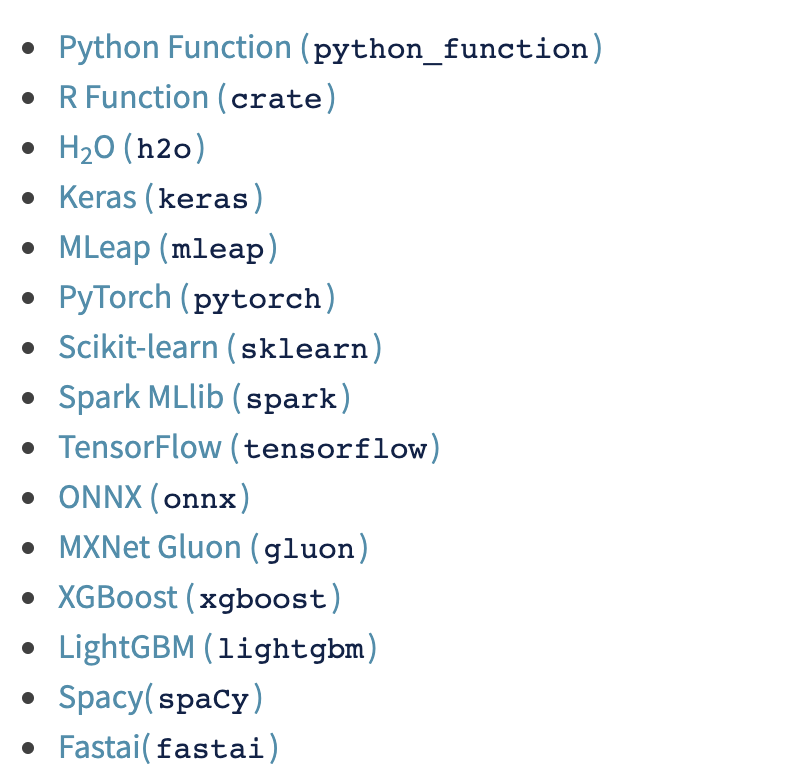 Python Function (python_function)
R Function (crate)
H₂O (h2o)
Keras (keras)
MLeap (mleap)
PyTorch (pytorch)
Scikit-learn (sklearn)
Spark MLlib (spark)
TensorFlow (tensorflow)
ONNX (onnx)
MXNet Gluon (gluon)
XGBoost (xgboost)
LightGBM (lightgbm)
Spacy(spaCy)
Fastai(fastai)